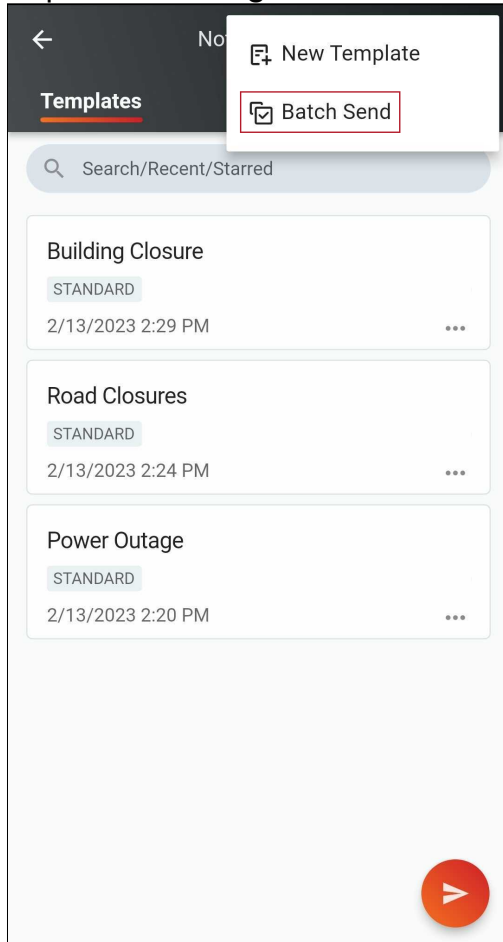 No
New Template
Templates
Batch Send
Search/Recent/Starred
Building Closure
STANDARD
2/13/2023 2:29 PM
Road Closures
STANDARD
2/13/2023 2:24 PM
Power Outage
STANDARD
2/13/2023 2:20 PM